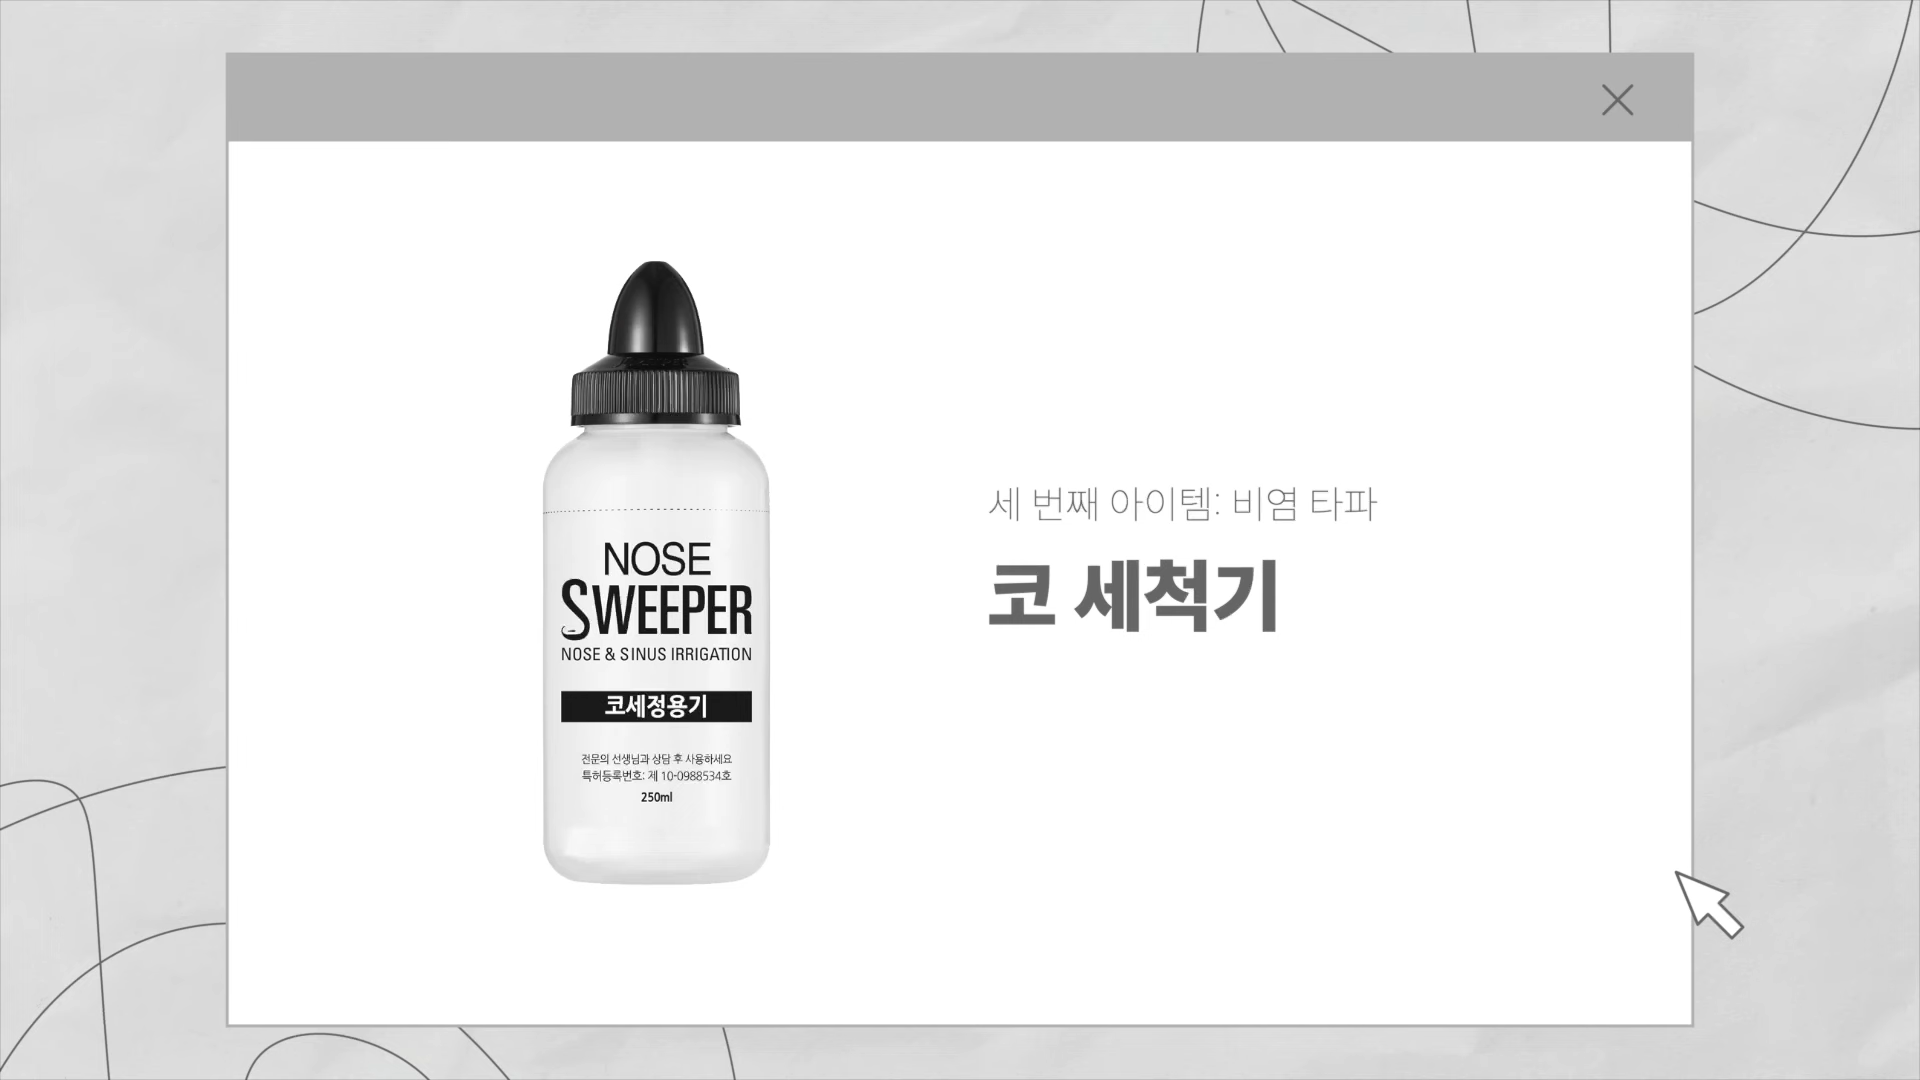 NOSE
SWEEPER
NOSE & SINUS IRRIGATION
코세정용기
전문의 선생님과 상담 후 사용하세요
특허등록번호: 제 10-0988534호
250ml
세 번째 아이템: 비염 타파
코 세척기